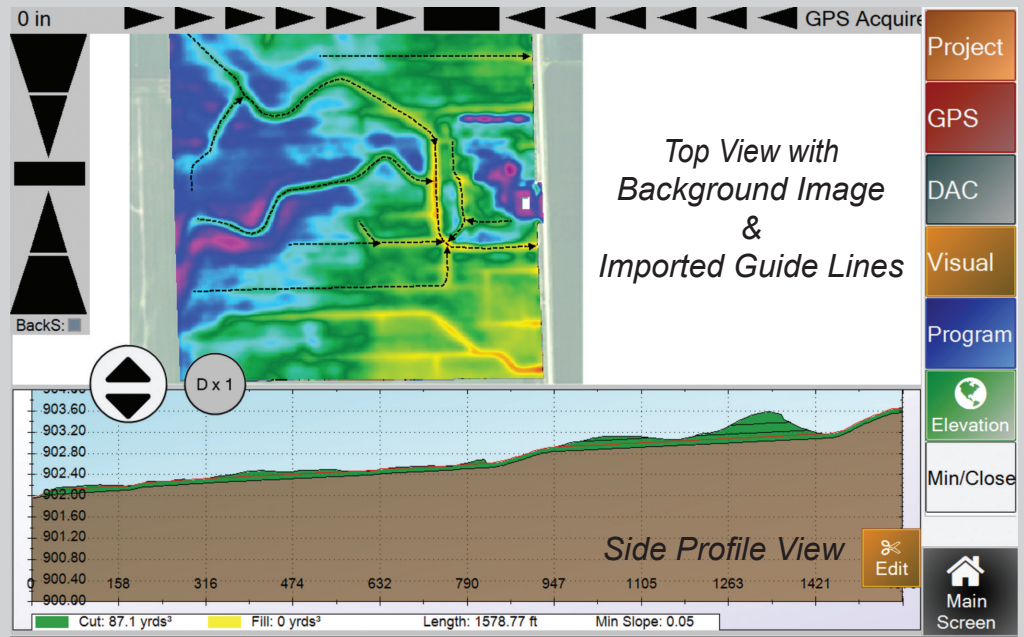 0 in
GPS Acquire
BackS:
Top View with
Background Image
&
Imported Guide Lines
Project
GPS
DAC
Visual
Program
Elevation
Min/Close
Main
Screen
D x 1
903.60
903.20
902.80
902.40
902.00
901.60
901.20
900.80
900.40
900.00
0 158 316 474 632 790 947 1105 1263 1421
Side Profile View
Edit
Cut: 87.1 yrds³ Fill: 0 yrds³ Length: 1578.77 ft Min Slope: 0.05